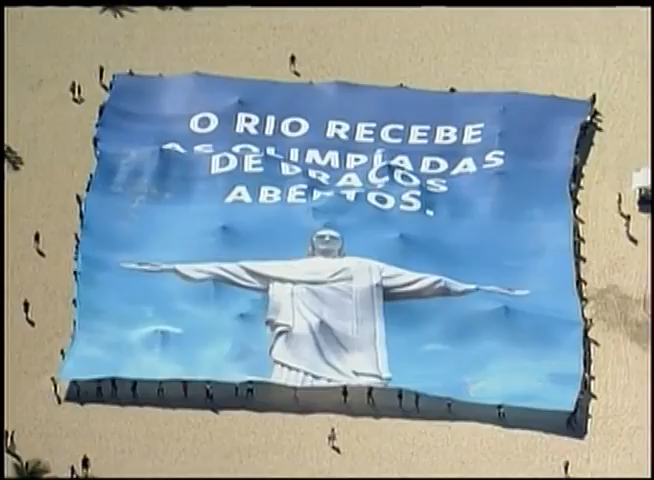 O RIO RECEBE
AS OLIMPÍADAS
DE BRAÇOS
ABERTOS.